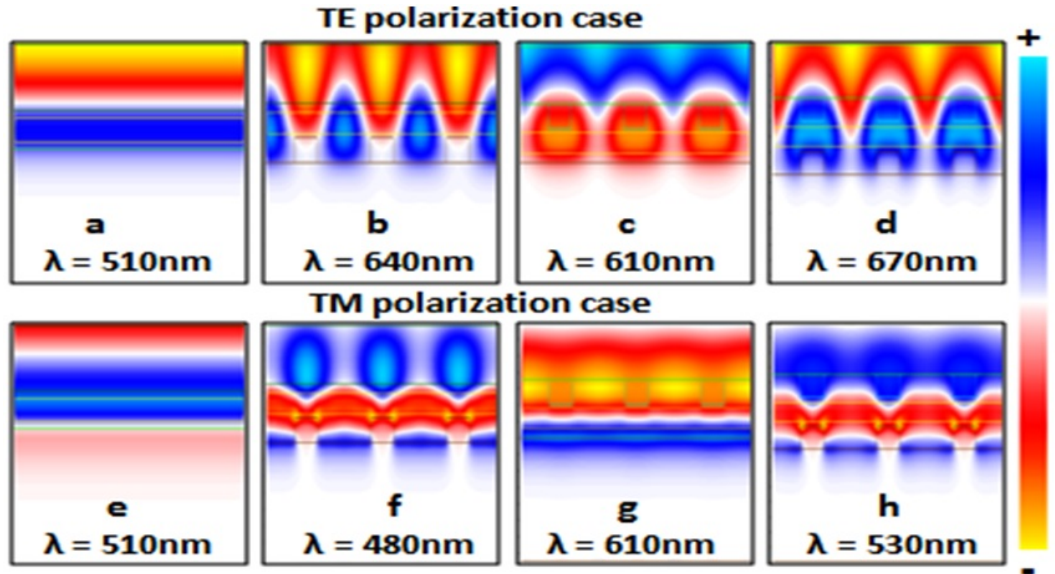 TE polarization case
+
a
λ = 510nm
b
λ = 640nm
c
λ = 610nm
d
λ = 670nm
TM polarization case
e
λ = 510nm
f
λ = 480nm
g
λ = 610nm
h
λ = 530nm
-